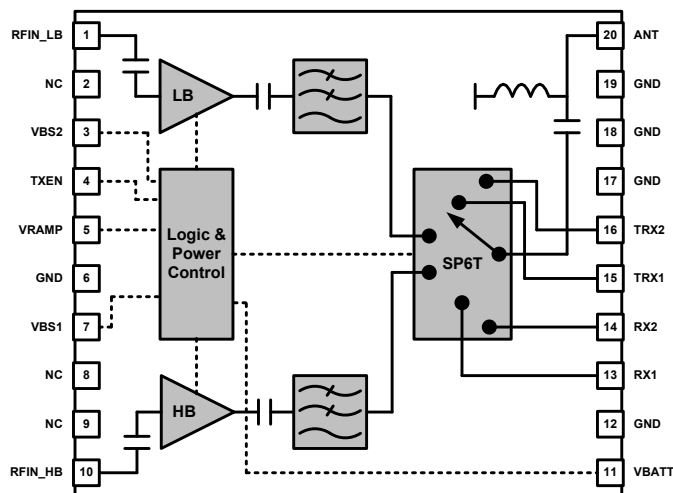 RFIN_LB 1
NC 2
VBS2 3
TXEN 4
VRAMP 5
GND 6
VBS1 7
NC 8
NC 9
RFIN_HB 10
LB
Logic &
Power
Control
HB
SP6T
20 ANT
19 GND
18 GND
17 GND
16 TRX2
15 TRX1
14 RX2
13 RX1
12 GND
11 VBATT